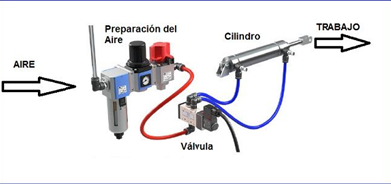 Preparación del
Aire
Cilindro
TRABAJO
AIRE
Válvula